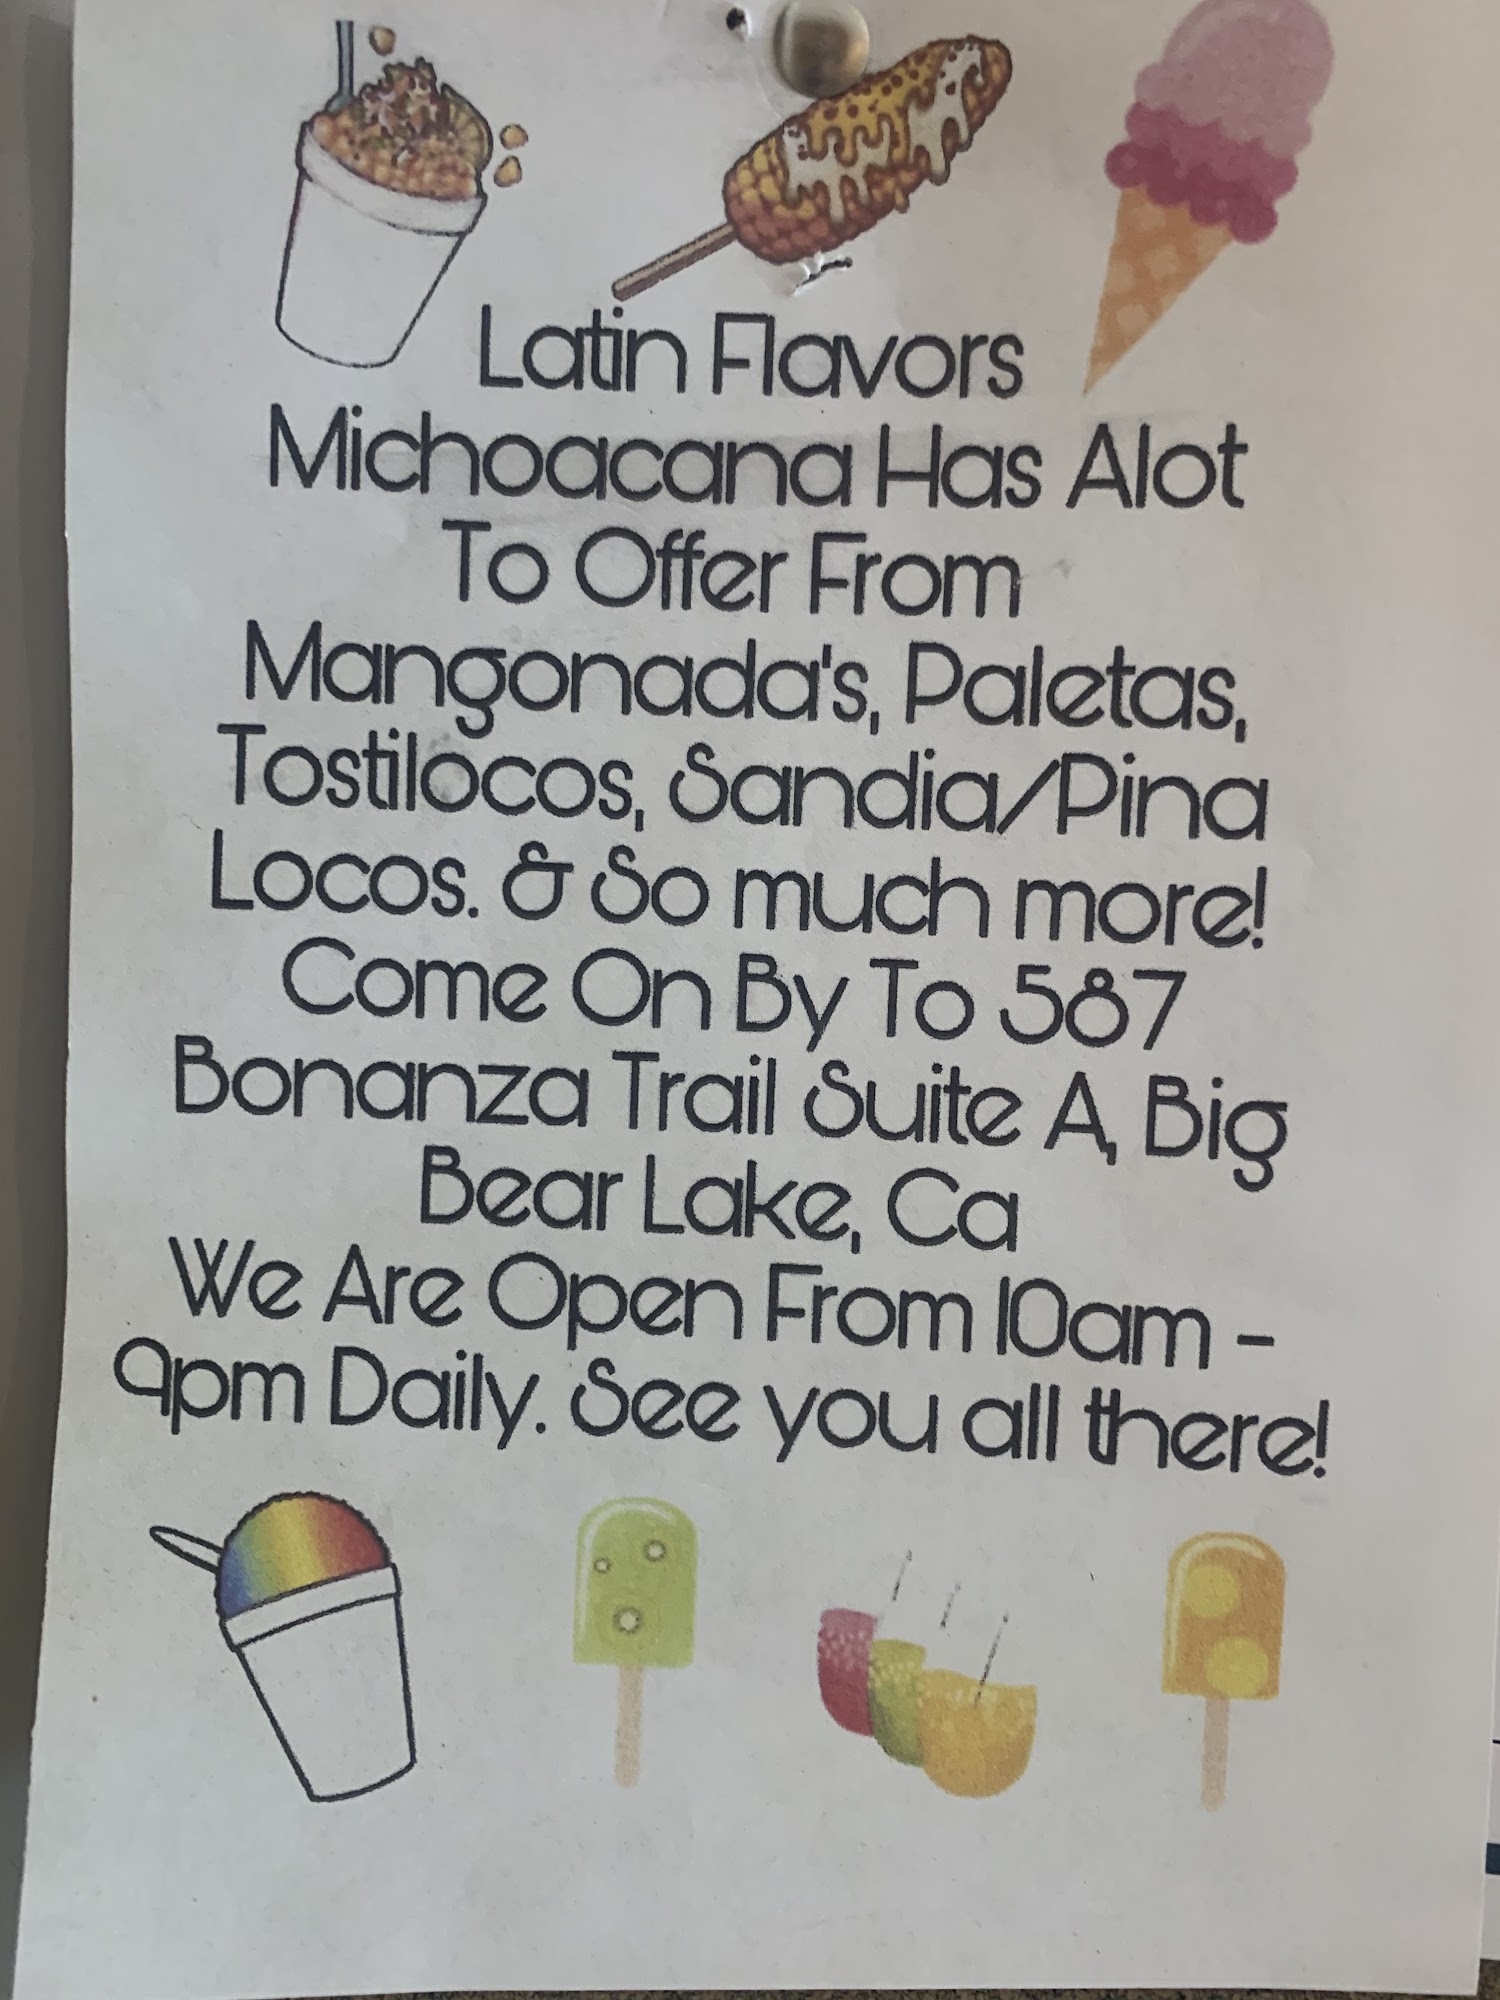 Latin Flavors
Michoacana Has Alot
To Offer From
Mangonada's, Paletas,
Tostilocos, Sandia/Pina
Locos. & So much more!
Come On By To 587
Bonanza Trail Suite A, Big
Bear Lake, Ca
We Are Open From 10am -
9pm Daily. See you all there!